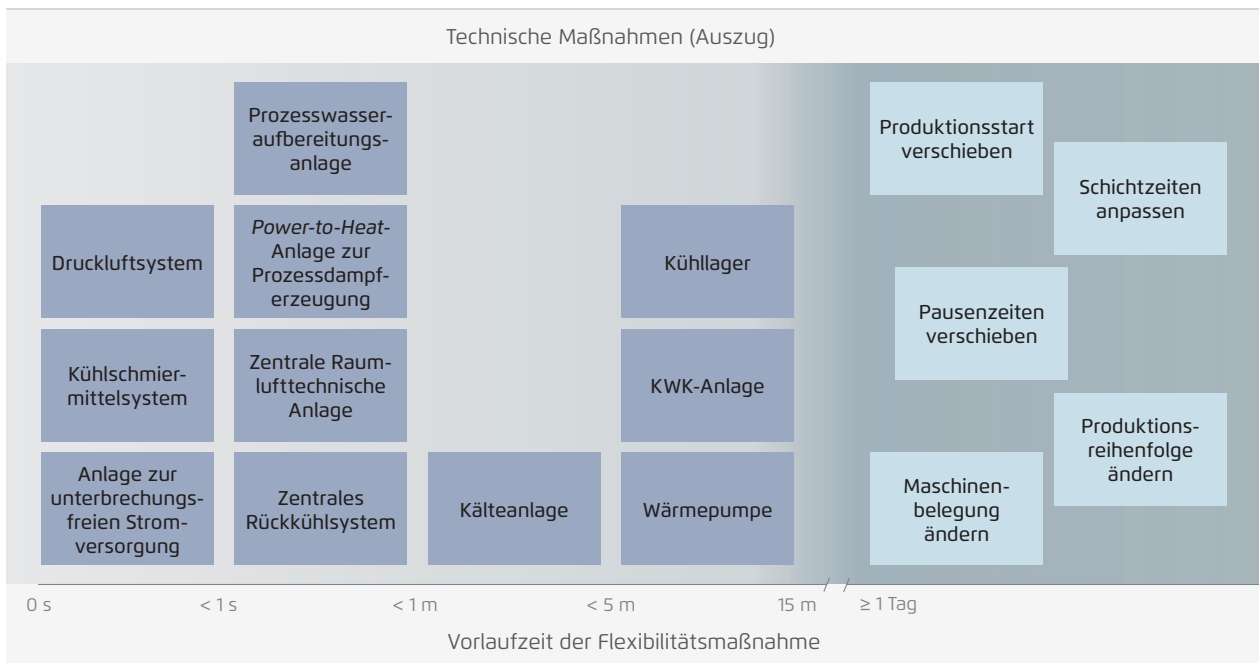 Technische Maßnahmen (Auszug)
Prozesswasser-
aufbereitungs-
anlage
Produktionsstart
verschieben
Schichtzeiten
anpassen
Druckluftsystem
Power-to-Heat-
Anlage zur
Prozessdampf-
erzeugung
Kühllager
Pausenzeiten
verschieben
Kühlschmier-
mittelsystem
Zentrale Raum-
lufttechnische
Anlage
KWK-Anlage
Produktions-
reihenfolge
ändern
Anlage zur
unterbrechungs-
freien Strom-
versorgung
Zentrales
Rückkühlsystem
Kälteanlage
Wärmepumpe
Maschinen-
belegung
ändern
0 s < 1 s < 1 m < 5 m 15 m ≥ 1 Tag
Vorlaufzeit der Flexibilitätsmaßnahme